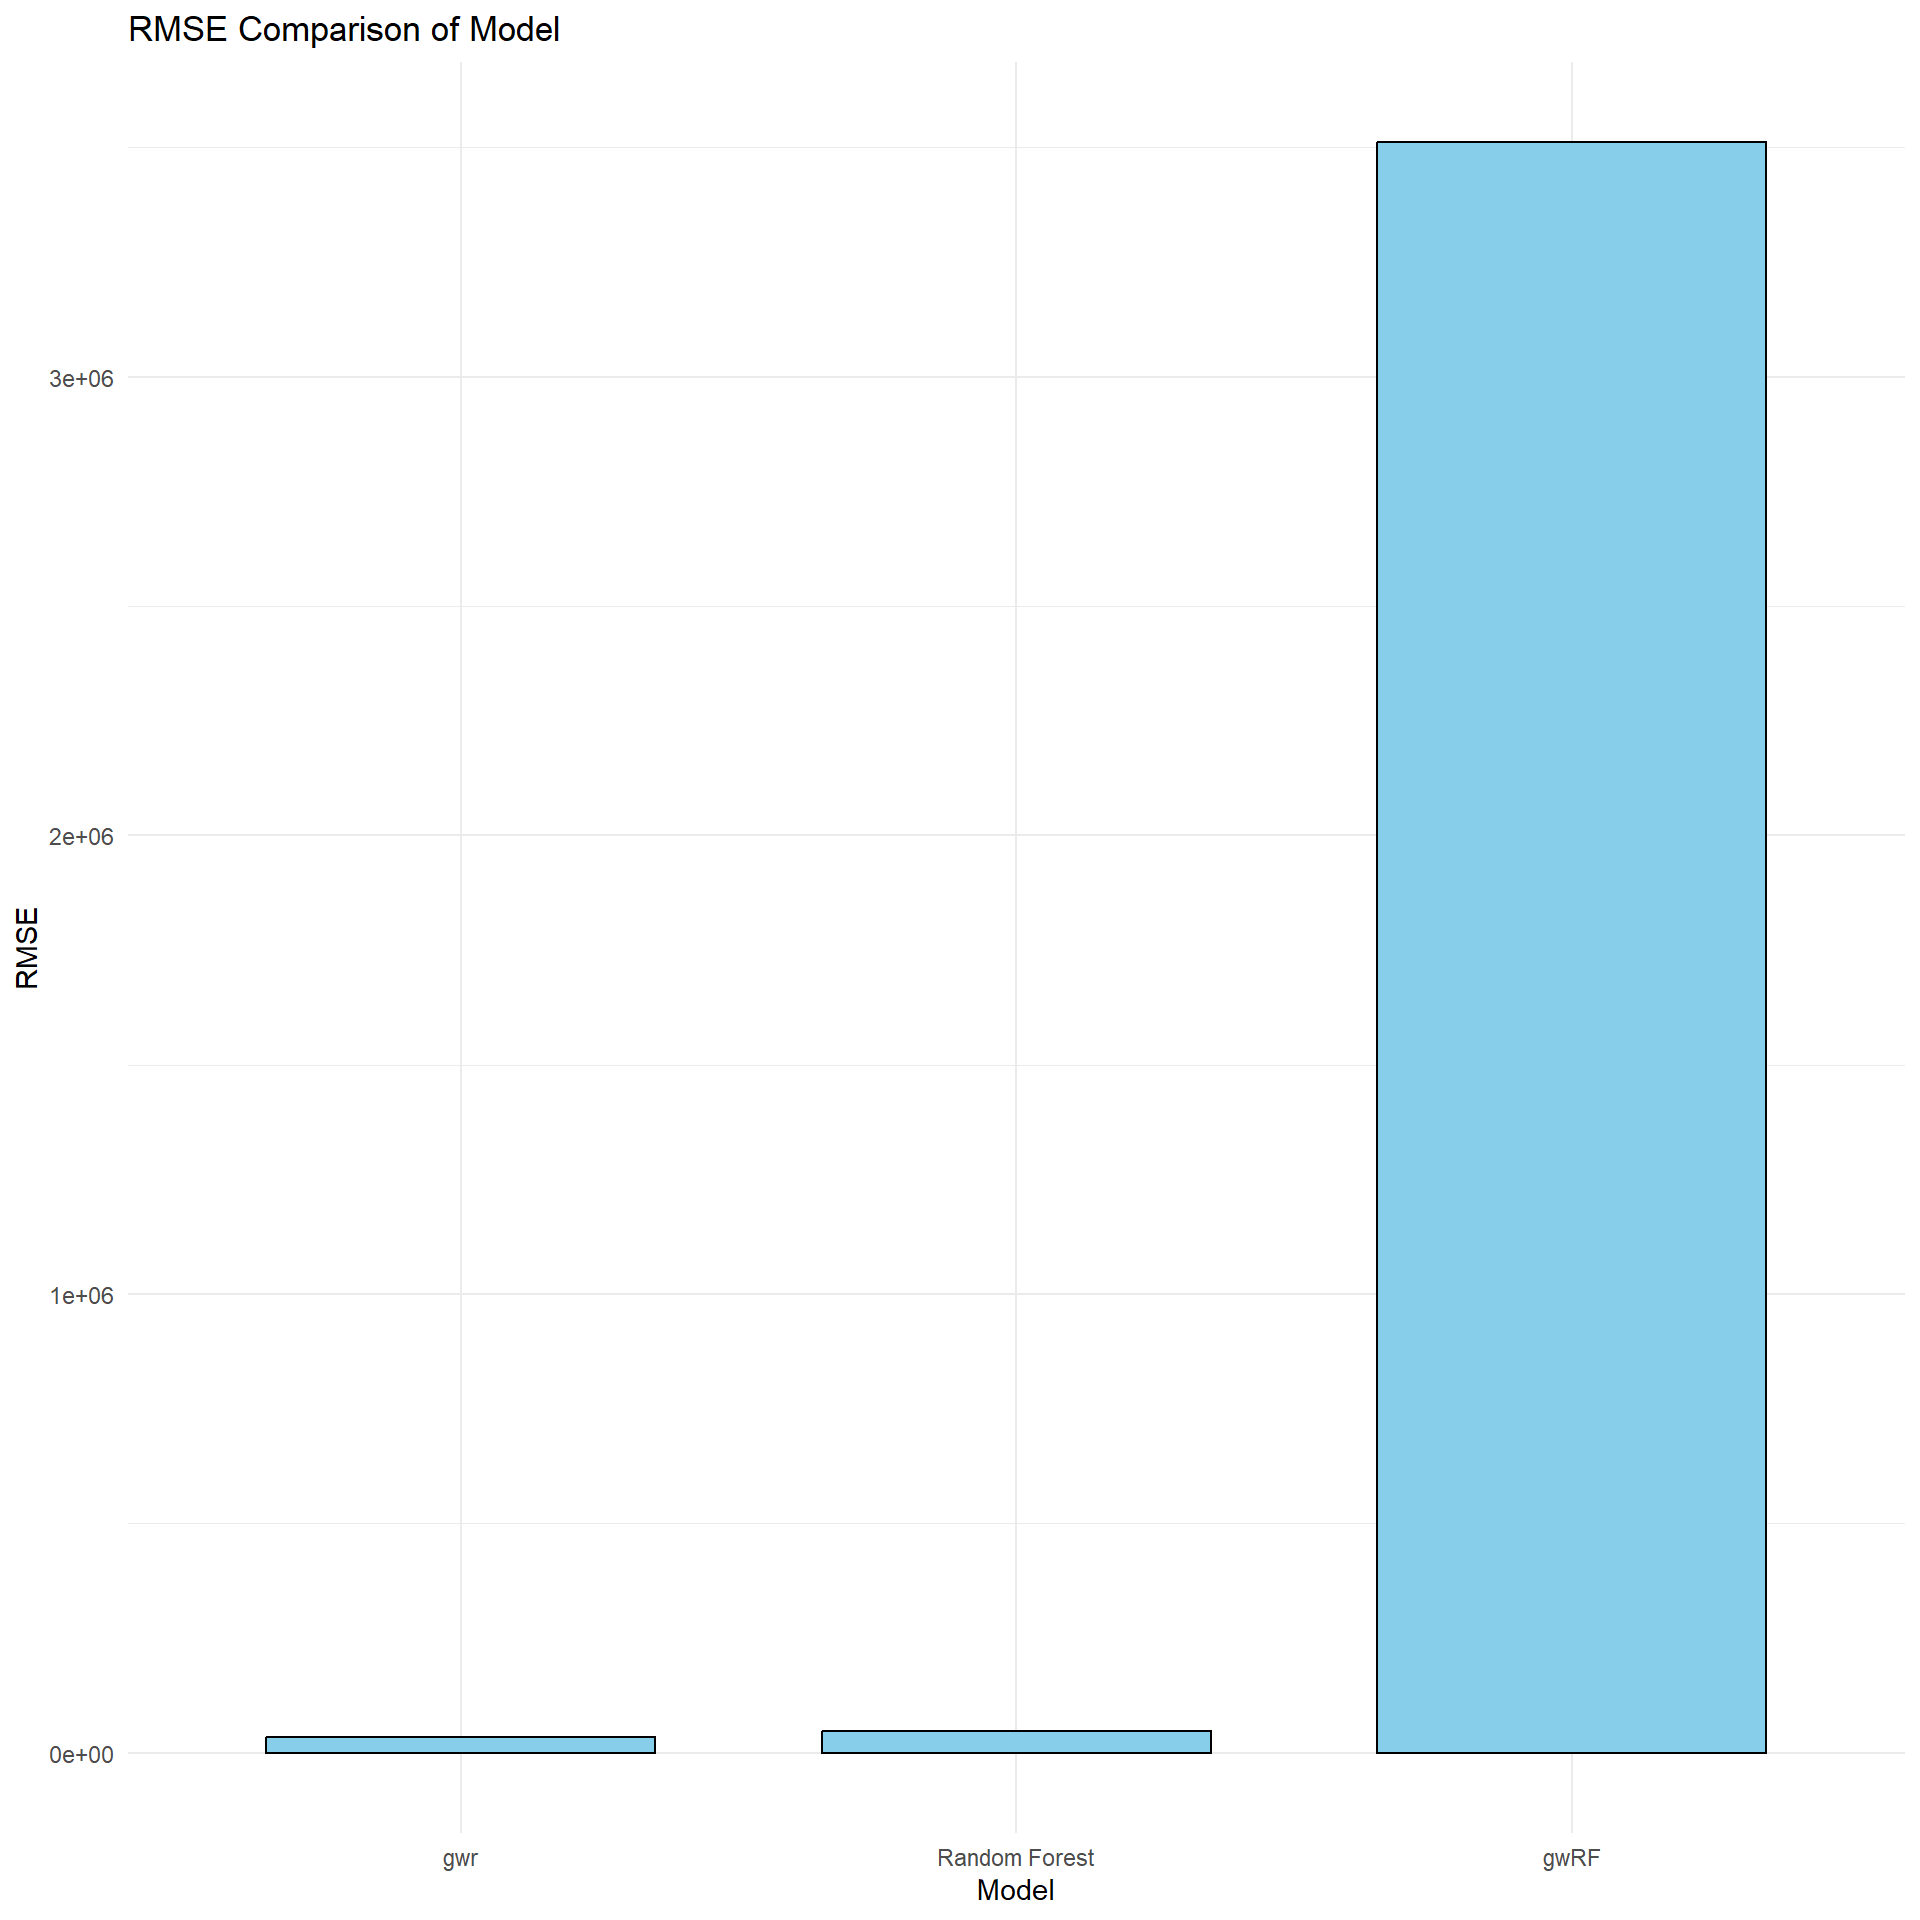 RMSE Comparison of Model
3e+06
2e+06
RMSE
1e+06
0e+00
gwr
Random Forest
gwRF
Model